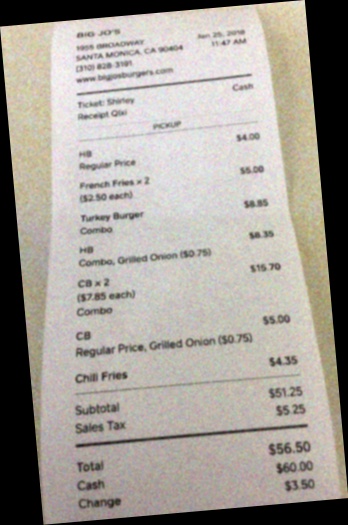 BIG JO'S
1955 BROADWAY
SANTA MONICA, CA 90404
(310) 828-3191
www.bigjosburgers.com
Jan 25, 2018
11:47 AM
Ticket: Shirley
Cash
Receipt Qixi
PICKUP
HB $4.00
Regular Price
French Fries x 2 $5.00
($2.50 each)
Turkey Burger $8.85
Combo
HB $8.35
Combo, Grilled Onion ($0.75)
CB x 2 $15.70
($7.85 each)
Combo
CB $5.00
Regular Price, Grilled Onion ($0.75)
Chili Fries $4.35
Subtotal $51.25
Sales Tax $5.25
Total $56.50
Cash $60.00
Change $3.50